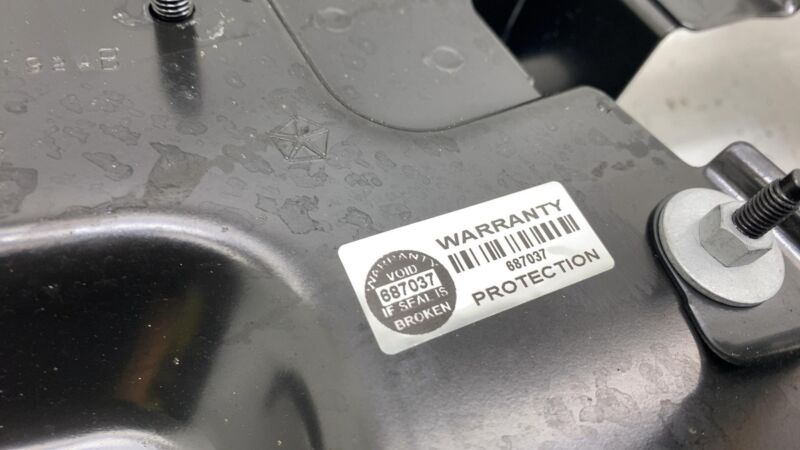 WARRANTY
687037
PROTECTION
WARRANTY
VOID
687037
IF SEAL IS
BROKEN